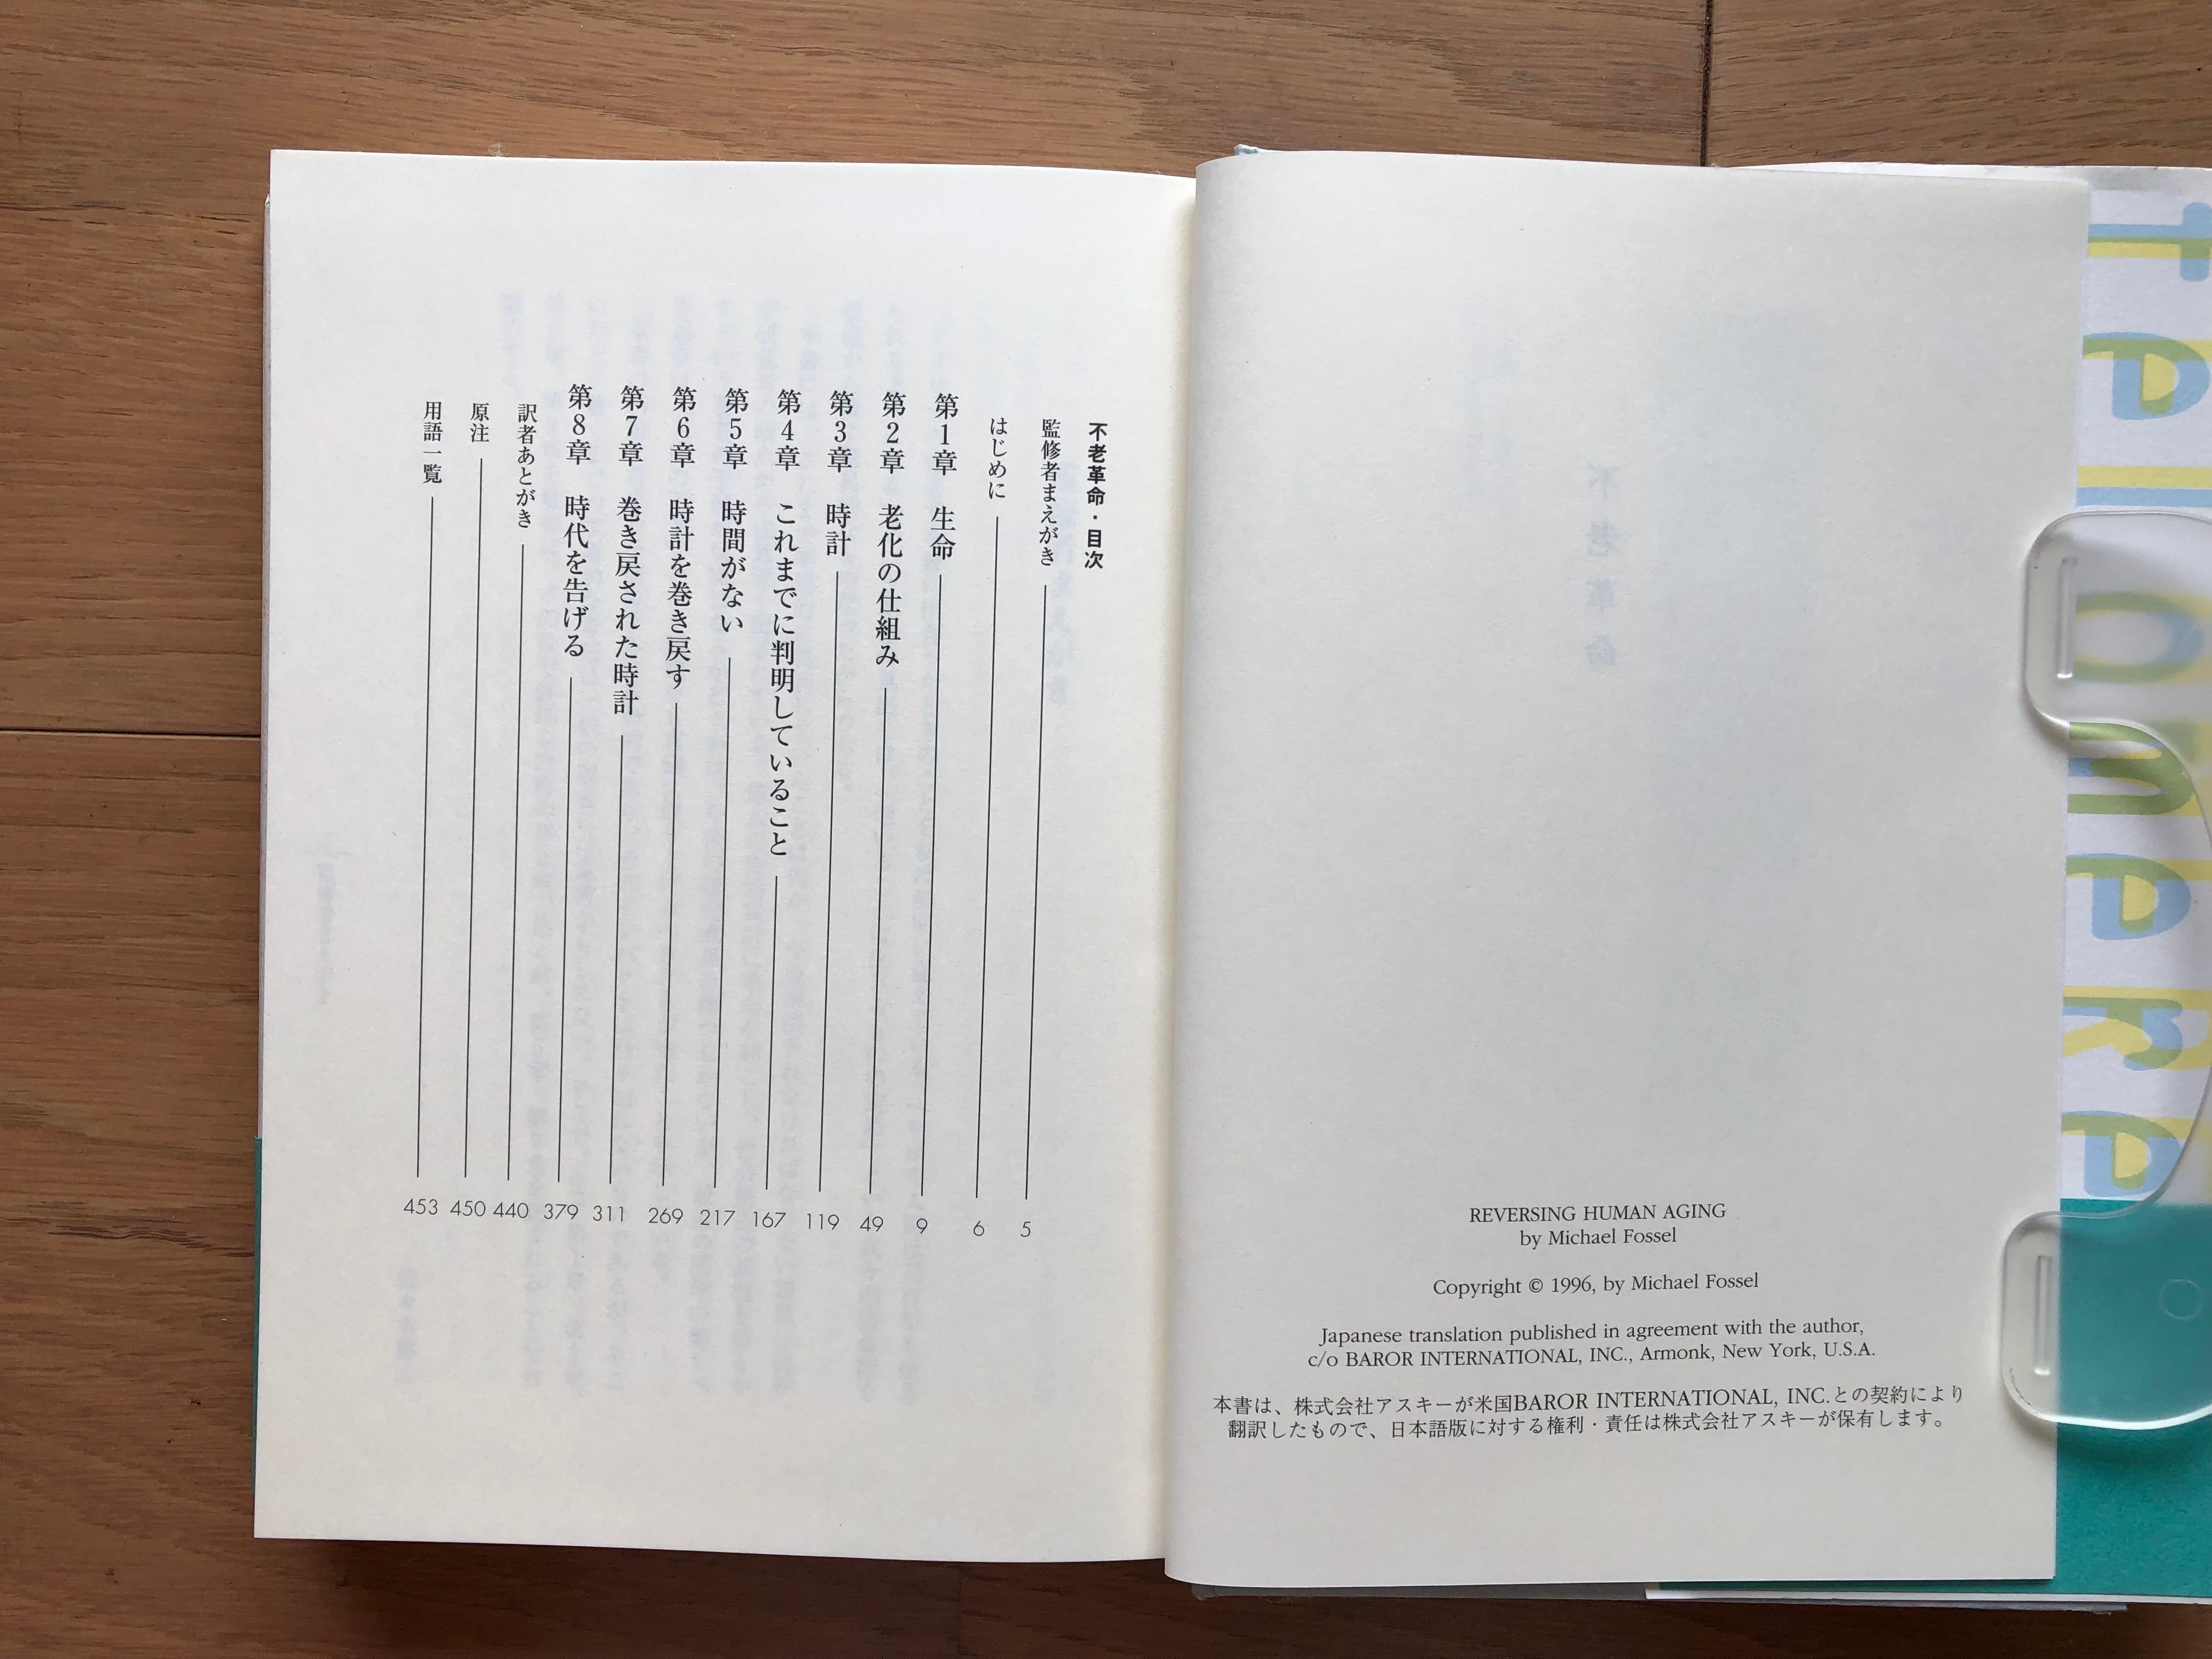 REVERSING HUMAN AGING
by Michael Fossel
Copyright © 1996, by Michael Fossel
Japanese translation published in agreement with the author,
c/o BAROR INTERNATIONAL, INC., Armonk, New York, U.S.A.
本書は、株式会社アスキーが米国BAROR INTERNATIONAL, INC.との契約により
翻訳したもので、日本語版に対する権利・責任は株式会社アスキーが保有します。
不老革命・目次
監修者まえがき 5
はじめに 6
第1章 生命 9
第2章 老化の仕組み 49
第3章 時計 119
第4章 これまでに判明していること 167
第5章 時間がない 217
第6章 時計を巻き戻す 269
第7章 巻き戻された時計 311
第8章 時代を告げる 379
訳者あとがき 440
原注 450
用語一覧 453